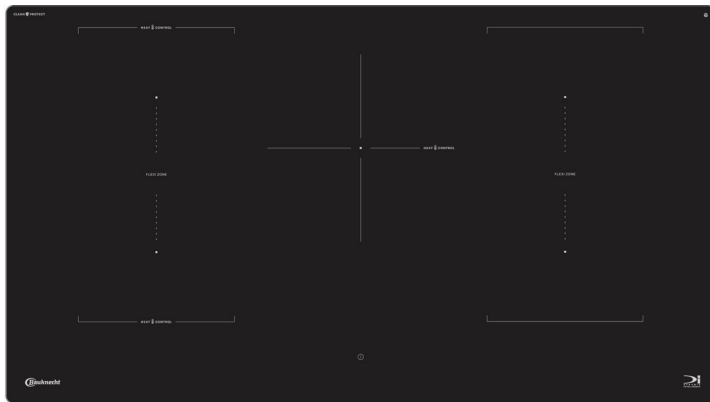 CLEAN PROTECT
HEAT CONTROL
HEAT CONTROL
FLEXI ZONE
FLEXI ZONE
HEAT CONTROL
Bauknecht